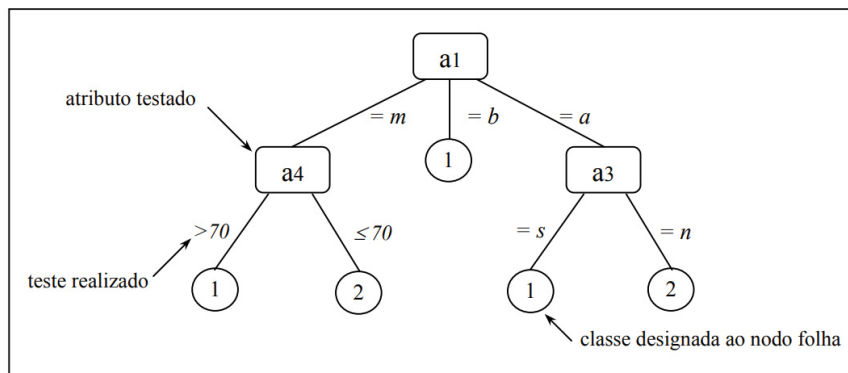 a1
atributo testado
= m
= b
= a
a4
1
a3
>70
≤ 70
= s
= n
teste realizado
1
2
1
2
classe designada ao nodo folha